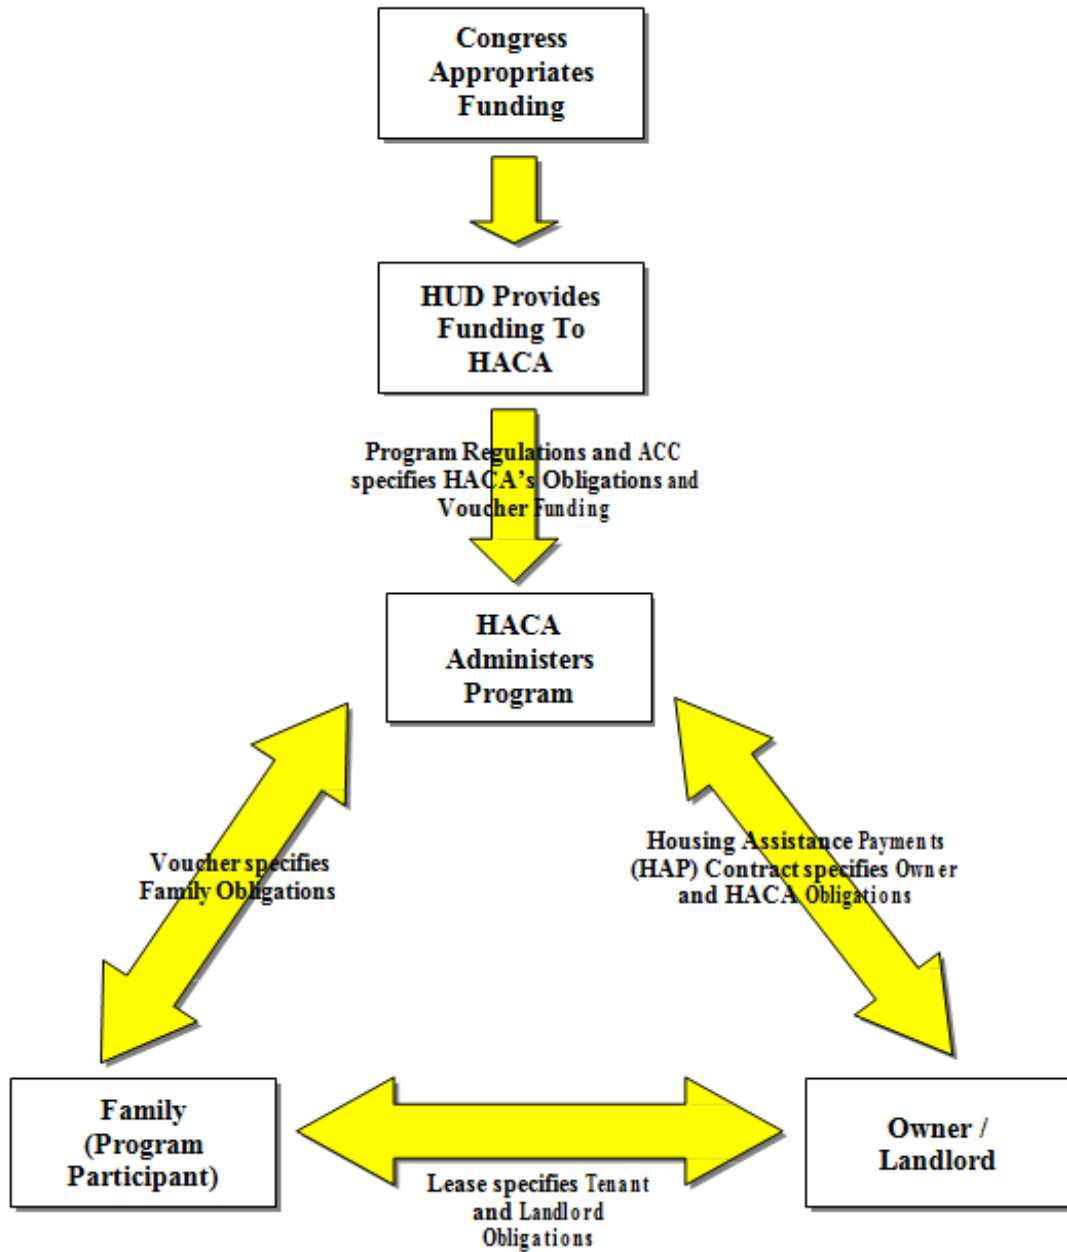 Congress
Appropriates
Funding
HUD Provides
Funding To
HACA
Program Regulations and ACC
specifies HACA's Obligations and
Voucher Funding
HACA
Administers
Program
Voucher specifies
Family Obligations
Housing Assistance Payments
(HAP) Contract specifies Owner
and HACA Obligations
Family
(Program
Participant)
Lease specifies Tenant
and Landlord
Obligations
Owner /
Landlord